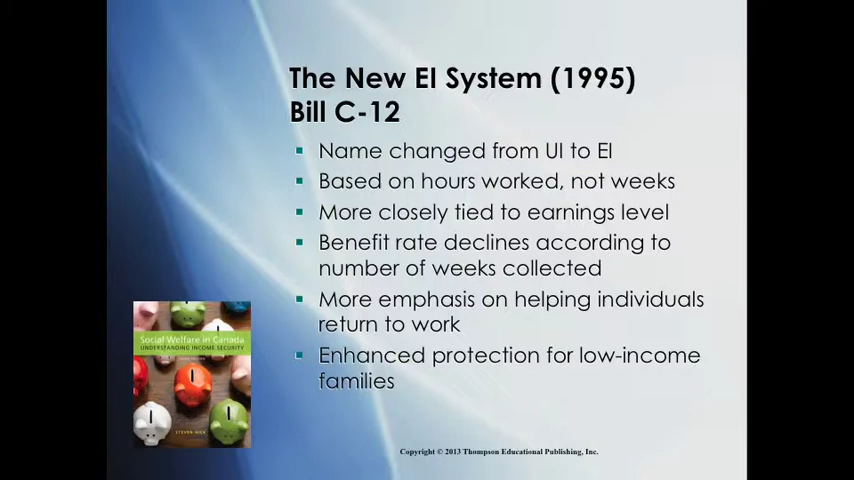 The New EI System (1995)
Bill C-12
Name changed from UI to EI
Based on hours worked, not weeks
More closely tied to earnings level
Benefit rate declines according to
number of weeks collected
More emphasis on helping individuals
return to work
Enhanced protection for low-income
families
Social Welfare in Canada
UNDERSTANDING INCOME SECURITY
STEVEN HICK
Copyright © 2013 Thompson Educational Publishing, Inc.